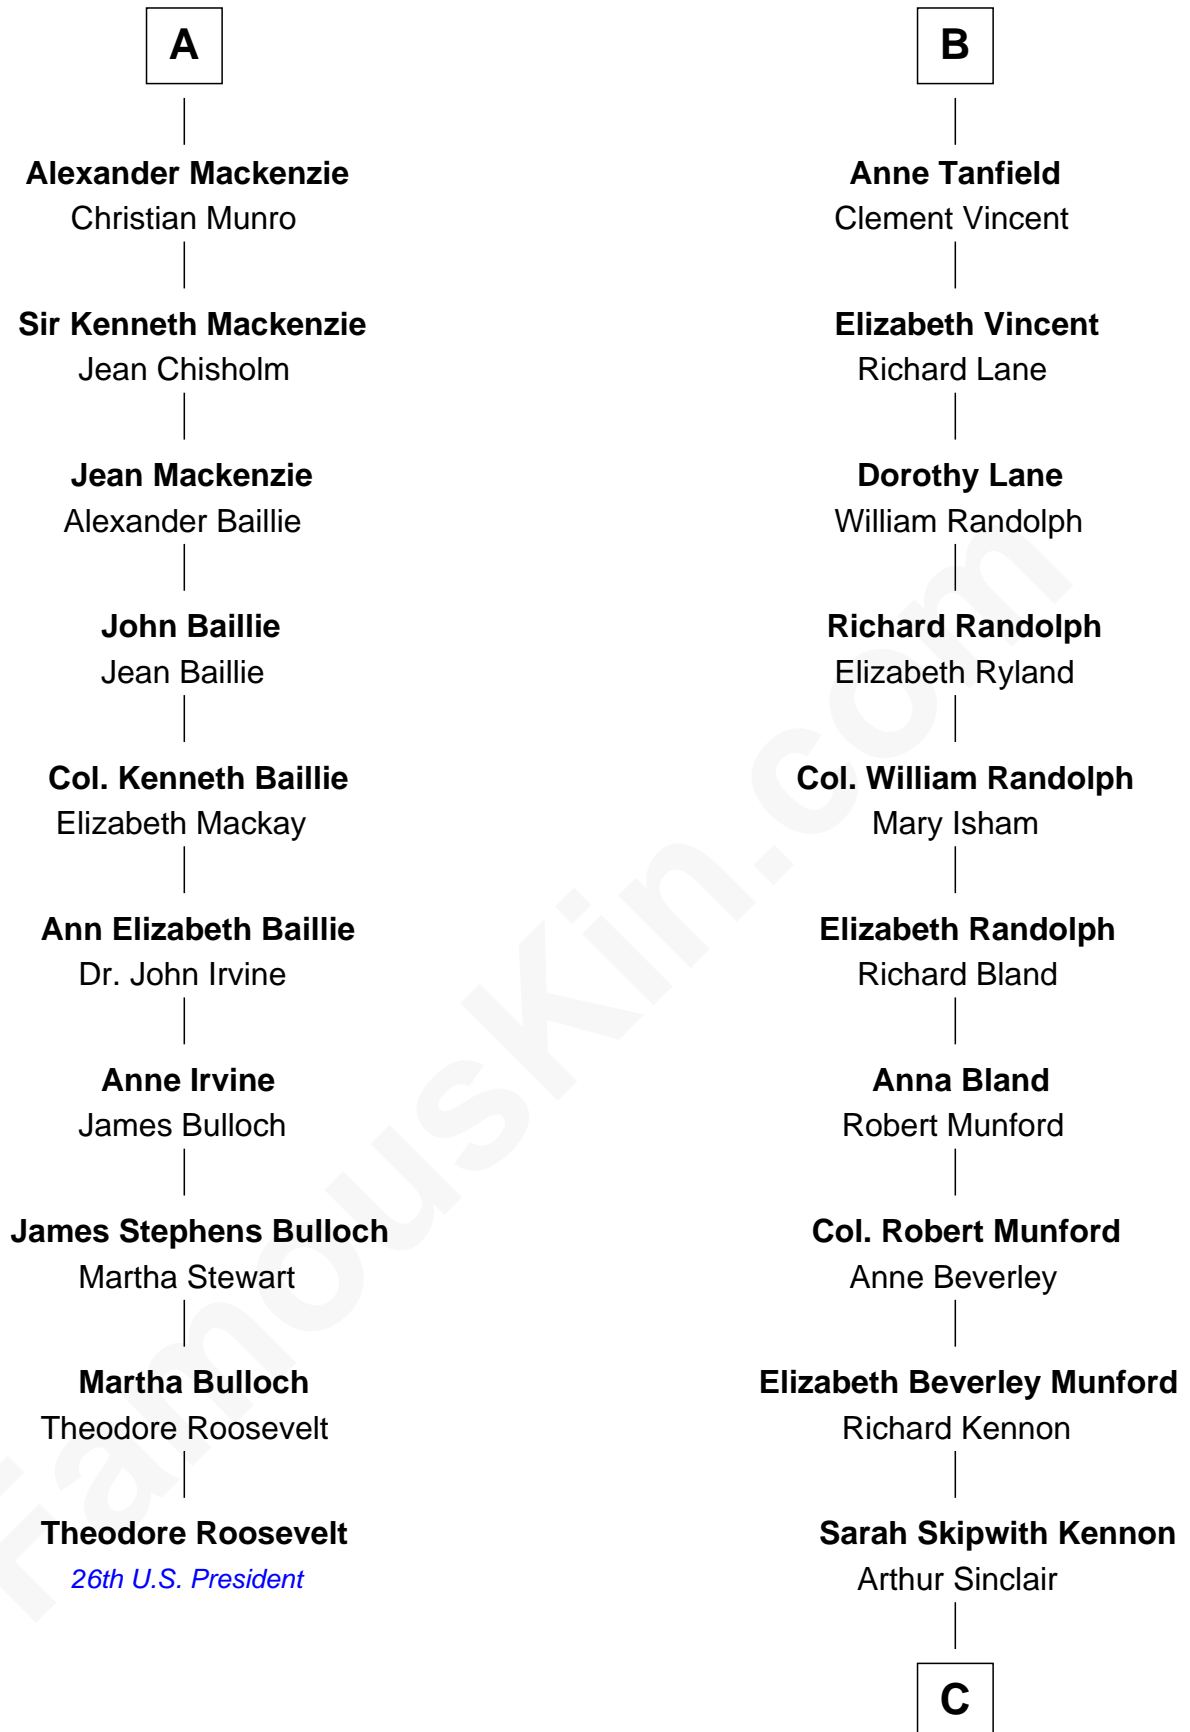 A
Alexander Mackenzie
Christian Munro
Sir Kenneth Mackenzie
Jean Chisholm
Jean Mackenzie
Alexander Baillie
John Baillie
Jean Baillie
Col. Kenneth Baillie
Elizabeth Mackay
Ann Elizabeth Baillie
Dr. John Irvine
Anne Irvine
James Bulloch
James Stephens Bulloch
Martha Stewart
Martha Bulloch
Theodore Roosevelt
Theodore Roosevelt
26th U.S. President
B
Anne Tanfield
Clement Vincent
Elizabeth Vincent
Richard Lane
Dorothy Lane
William Randolph
Richard Randolph
Elizabeth Ryland
Col. William Randolph
Mary Isham
Elizabeth Randolph
Richard Bland
Anna Bland
Robert Munford
Col. Robert Munford
Anne Beverley
Elizabeth Beverley Munford
Richard Kennon
Sarah Skipwith Kennon
Arthur Sinclair
C
FamousKin.com